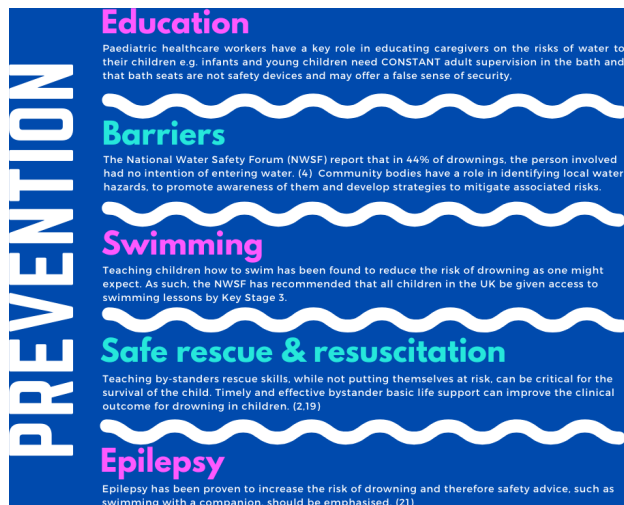 PREVENTION
Education
Paediatric healthcare workers have a key role in educating caregivers on the risks of water to
their children e.g. infants and young children need CONSTANT adult supervision in the bath and
that bath seats are not safety devices and may offer a false sense of security.
Barriers
The National Water Safety Forum (NWSF) report that in 44% of drownings, the person involved
had no intention of entering water. (4) Community bodies have a role in identifying local water
hazards, to promote awareness of them and develop strategies to mitigate associated risks.
Swimming
Teaching children how to swim has been found to reduce the risk of drowning as one might
expect. As such, the NWSF has recommended that all children in the UK be given access to
swimming lessons by Key Stage 3.
Safe rescue & resuscitation
Teaching by-standers rescue skills, while not putting themselves at risk, can be critical for the
survival of the child. Timely and effective bystander basic life support can improve the clinical
outcome for drowning in children. (2,19)
Epilepsy
Epilepsy has been proven to increase the risk of drowning and therefore safety advice, such as
swimming with a companion, should be emphasised. (21)